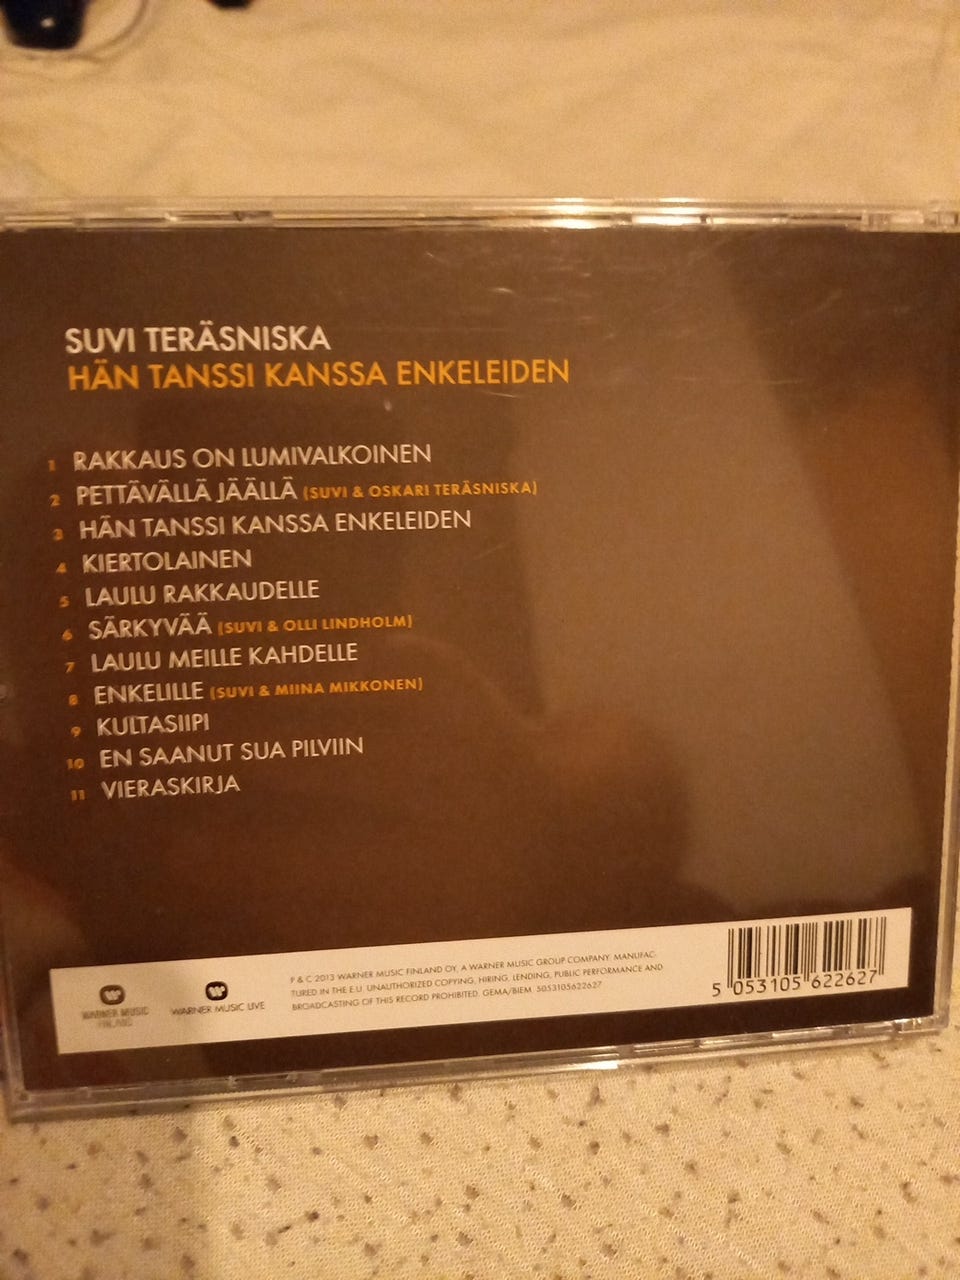 SUVI TERÄSNISKA
HÄN TANSSI KANSSA ENKELEIDEN
1 RAKKAUS ON LUMIVALKOINEN
2 PETTÄVÄLLÄ JÄÄLLÄ (SUVI & OSKARI TERÄSNISKA)
3 HÄN TANSSI KANSSA ENKELEIDEN
4 KIERTOLAINEN
5 LAULU RAKKAUDELLE
6 SÄRKYVÄÄ (SUVI & OLLI LINDHOLM)
7 LAULU MEILLE KAHDELLE
8 ENKELILLE (SUVI & MIINA MIKKONEN)
9 KULTASIIPI
10 EN SAANUT SUA PILVIIN
11 VIERASKIRJA
WARNER MUSIC
FINLAND
WARNER MUSIC LIVE
P & C 2013 WARNER MUSIC FINLAND OY, A WARNER MUSIC GROUP COMPANY. MANUFAC-
TURED IN THE E.U. UNAUTHORIZED COPYING, HIRING, LENDING, PUBLIC PERFORMANCE AND
BROADCASTING OF THIS RECORD PROHIBITED. GEMA/BIEM 5053105622627
5 053105 622627